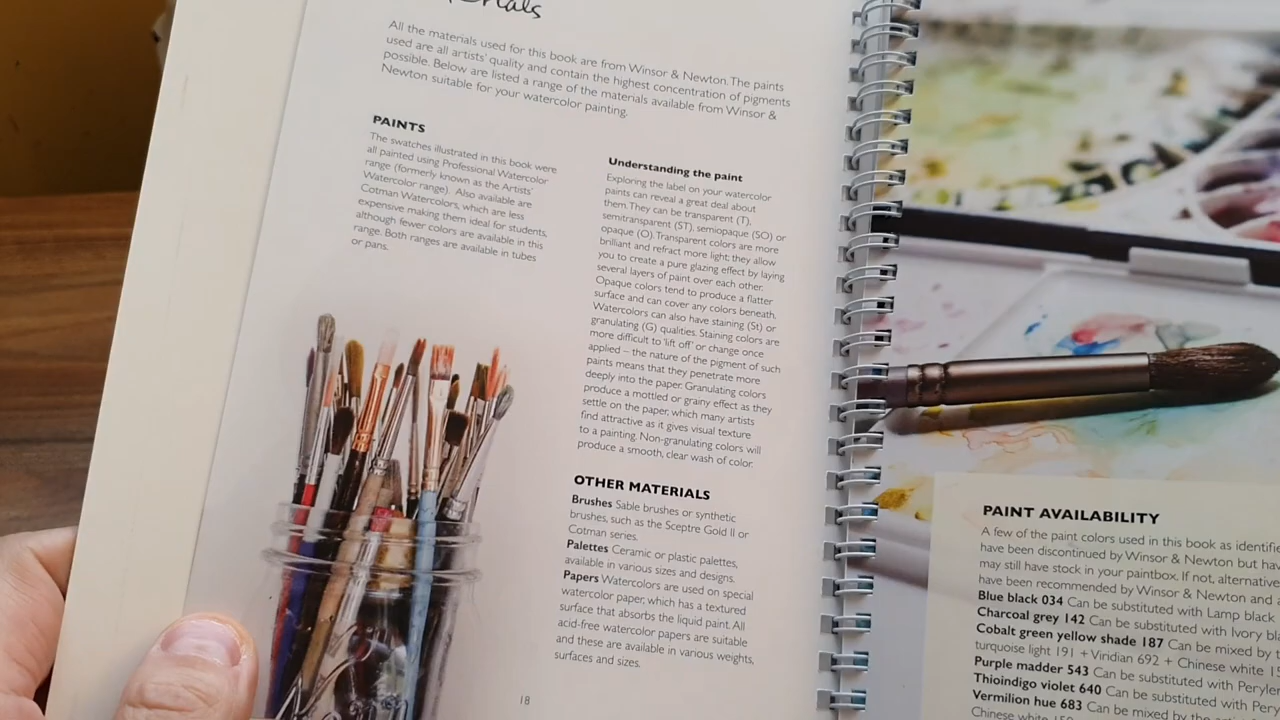 All the materials used for this book are from Winsor & Newton. The paints
used are all artists' quality and contain the highest concentration of pigments
possible. Below are listed a range of the materials available from Winsor &
Newton suitable for your watercolor painting.
PAINTS
The swatches illustrated in this book were
all painted using Professional Watercolor
range (formerly known as the Artists'
Watercolor range). Also available are
Cotman Watercolors, which are less
expensive making them ideal for students,
although fewer colors are available in this
range. Both ranges are available in tubes
or pans.
Understanding the paint
Exploring the label on your watercolor
paints can reveal a great deal about
them. They can be transparent (T),
semitransparent (ST), semiopaque (SO) or
opaque (O). Transparent colors are more
brilliant and refract more light; they allow
you to create a pure glazing effect by laying
several layers of paint over each other.
Opaque colors tend to produce a flatter
surface and can cover any colors beneath.
Watercolors can also have staining (St) or
granulating (G) qualities. Staining colors are
more difficult to 'lift off' or change once
applied – the nature of the pigment of such
paints means that they penetrate more
deeply into the paper. Granulating colors
produce a mottled or grainy effect as they
settle on the paper, which many artists
find attractive as it gives visual texture
to a painting. Non-granulating colors will
produce a smooth, clear wash of color.
OTHER MATERIALS
Brushes Sable brushes or synthetic
brushes, such as the Sceptre Gold II or
Cotman series.
Palettes Ceramic or plastic palettes,
available in various sizes and designs.
Papers Watercolors are used on special
watercolor paper, which has a textured
surface that absorbs the liquid paint. All
acid-free watercolor papers are suitable
and these are available in various weights,
surfaces and sizes.
18
PAINT AVAILABILITY
A few of the paint colors used in this book as
have been discontinued by Winsor & Newton but
may still have stock in your paintbox. If not,
have been recommended by Winsor & Newton and
Blue black 034 Can be substituted with Lamp black
Charcoal grey 142 Can be substituted with Ivory
Cobalt green yellow shade 187 Can be mixed by
turquoise light 191 + Viridian 692 + Chinese white
Purple madder 543 Can be substituted with
Thioindigo violet 640 Can be substituted with
Vermilion hue 683 Can be mixed by the
Chinese white